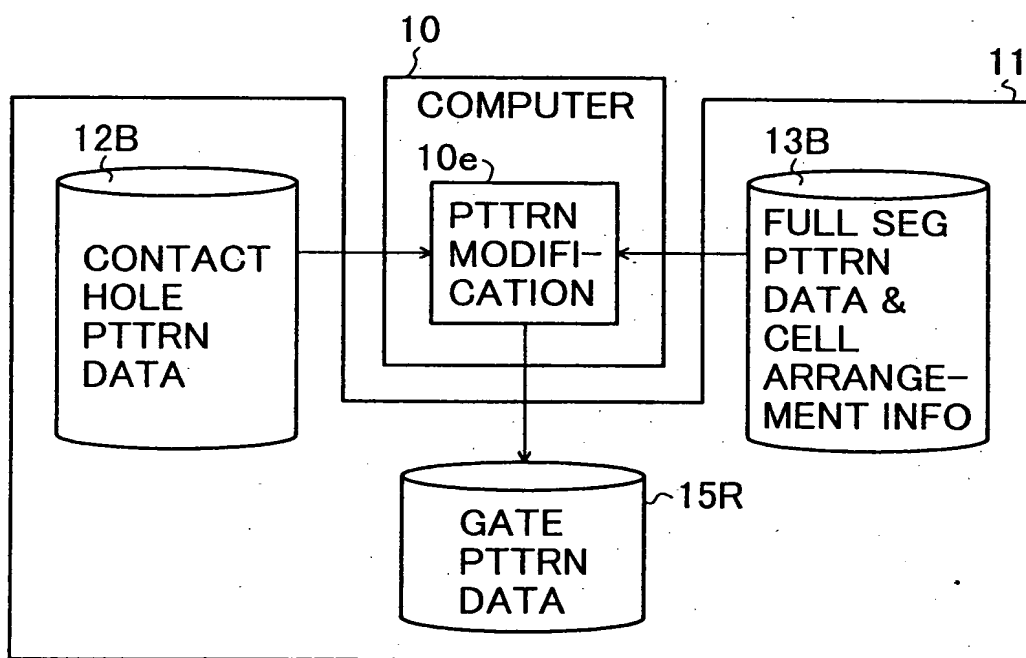 10
11
COMPUTER
12B
10e
13B
CONTACT
HOLE
PTTRN
DATA
PTTRN
MODIFI-
CATION
FULL SEG
PTTRN
DATA &
CELL
ARRANGE-
MENT INFO
15R
GATE
PTTRN
DATA